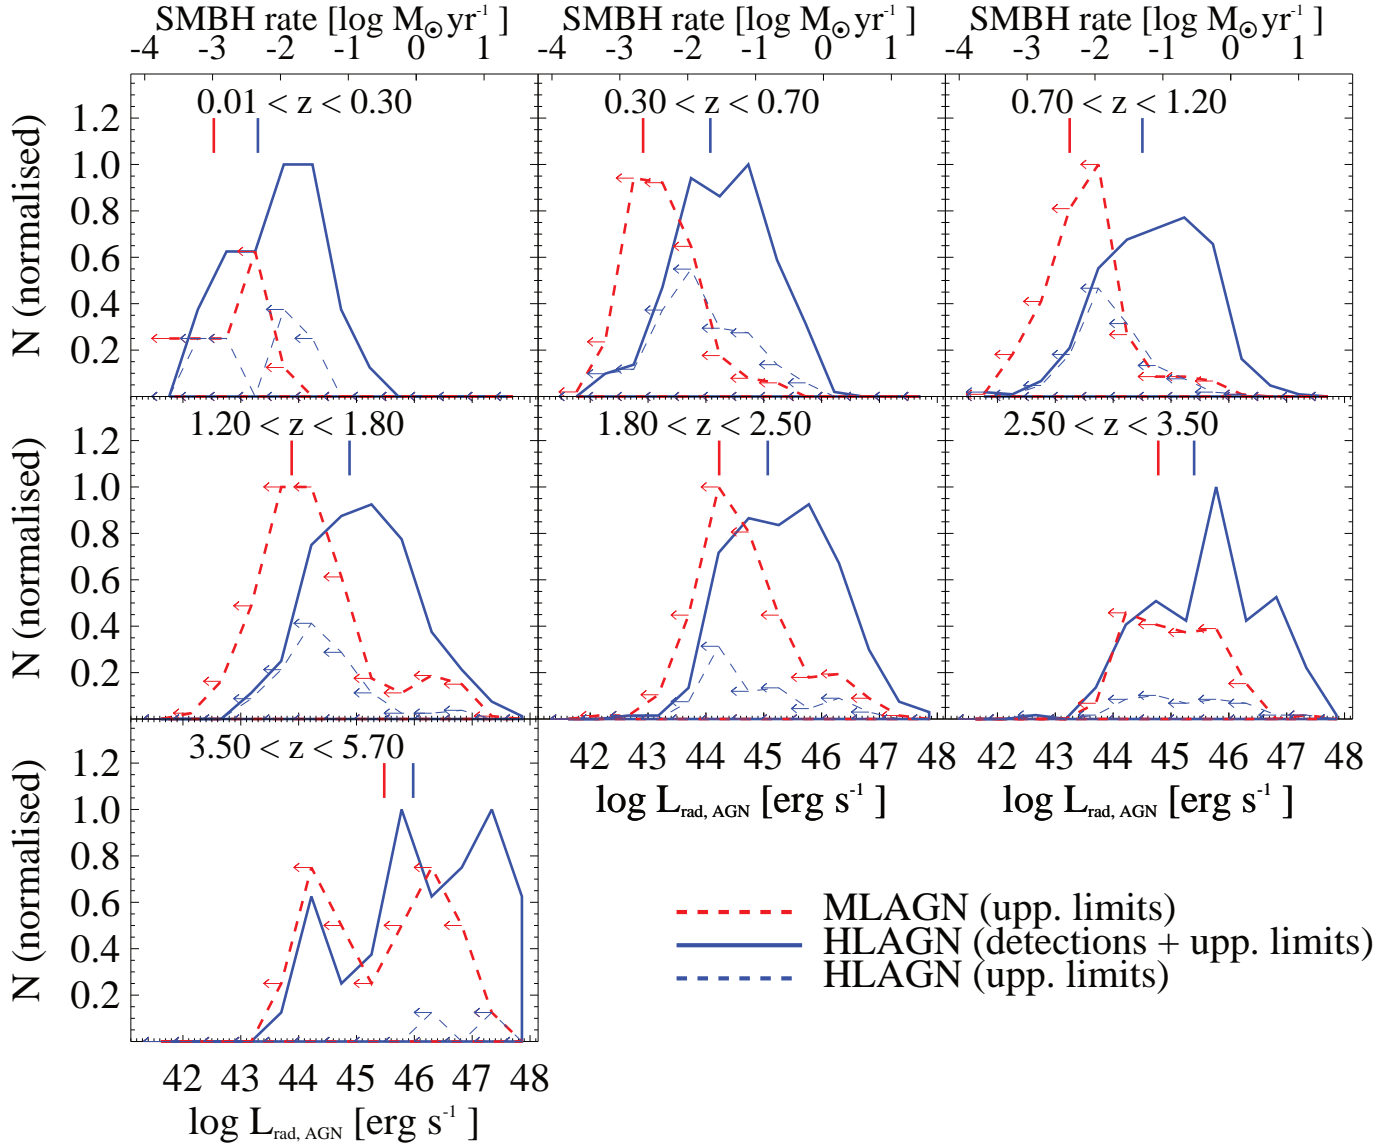 SMBH rate [log M⊙ yr⁻¹] SMBH rate [log M⊙ yr⁻¹] SMBH rate [log M⊙ yr⁻¹]
-4 -3 -2 -1 0 1 -3 -2 -1 0 1 -4 -3 -2 -1 0 1
0.01 < z < 0.30 0.30 < z < 0.70 0.70 < z < 1.20
1.2
1.0
0.8
0.6
0.4
0.2
N (normalised)
1.20 < z < 1.80 1.80 < z < 2.50 2.50 < z < 3.50
1.2
1.0
0.8
0.6
0.4
0.2
N (normalised)
42 43 44 45 46 47 48 42 43 44 45 46 47 48
log L rad, AGN [erg s⁻¹] log L rad, AGN [erg s⁻¹]
3.50 < z < 5.70
1.2
1.0
0.8
0.6
0.4
0.2
N (normalised)
42 43 44 45 46 47 48
log L rad, AGN [erg s⁻¹]
MLAGN (upp. limits)
HLAGN (detections + upp. limits)
HLAGN (upp. limits)